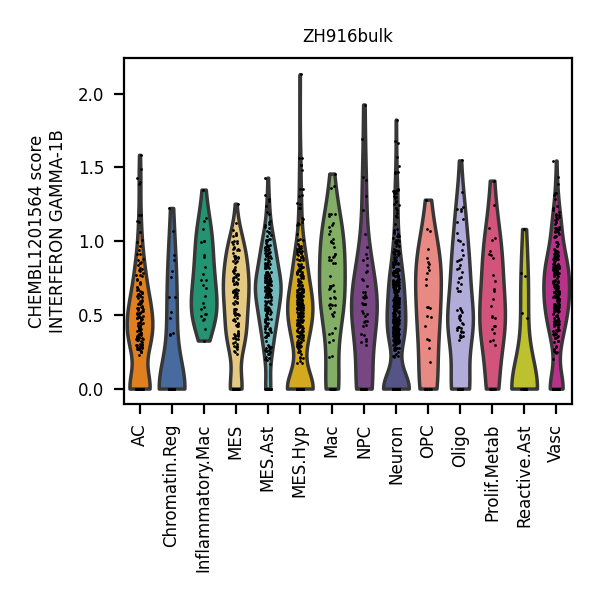 ZH916bulk
CHEMBL1201564 score
INTERFERON GAMMA-1B
2.0
1.5
1.0
0.5
0.0
AC
Chromatin.Reg
Inflammatory.Mac
MES
MES.Ast
MES.Hyp
Mac
NPC
Neuron
OPC
Oligo
Prolif.Metab
Reactive.Ast
Vasc